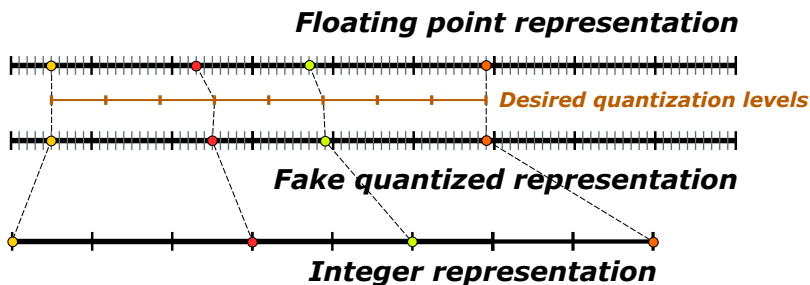 Floating point representation
Desired quantization levels
Fake quantized representation
Integer representation